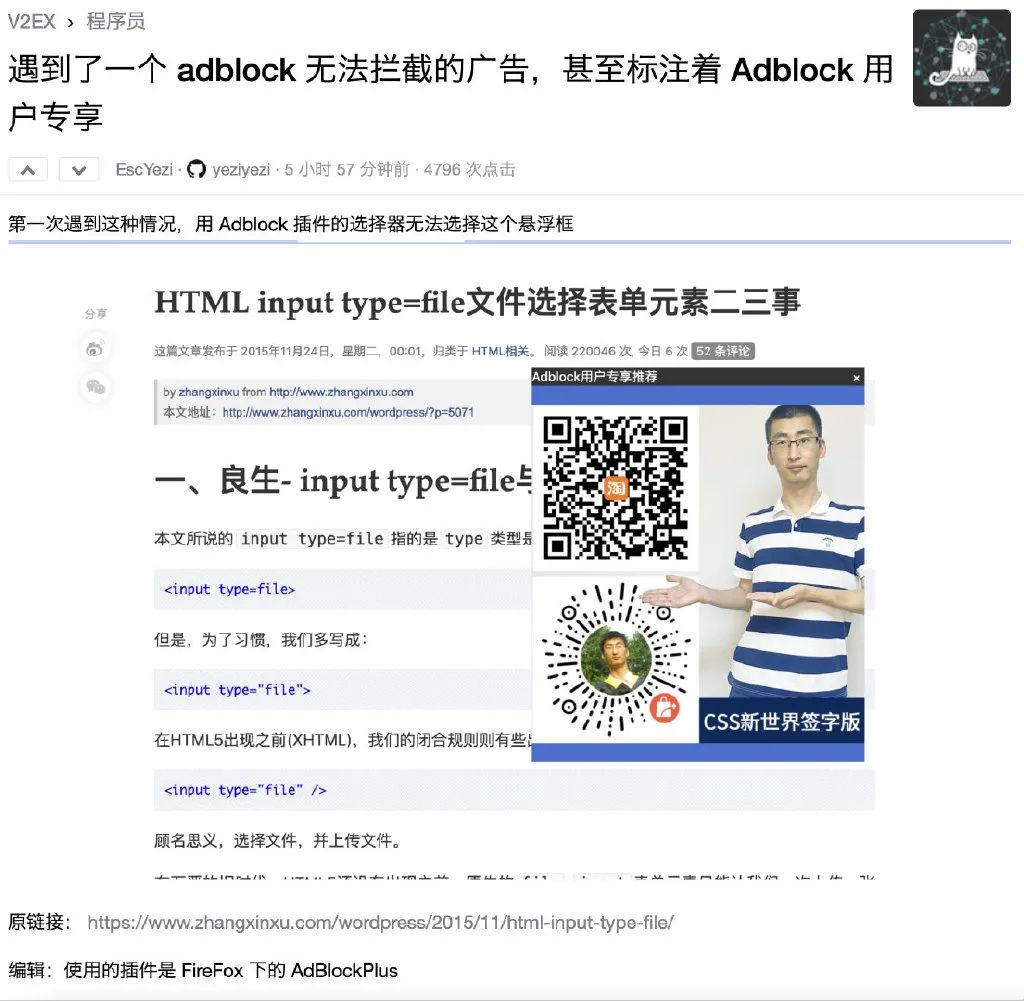 V2EX › 程序员
遇到了一个 adblock 无法拦截的广告，甚至标注着 Adblock 用
户专享
EscYezi · yeziyezi · 5 小时 57 分钟前 · 4796 次点击
第一次遇到这种情况，用 Adblock 插件的选择器无法选择这个悬浮框
分享
HTML input type=file文件选择表单元素二三事
这篇文章发布于 2015年11月24日，星期二，00:01，归类于 HTML相关。 阅读 220046 次, 今日 6 次 52 条评论
by zhangxinxu from http://www.zhangxinxu.com
本文地址：http://www.zhangxinxu.com/wordpress/?p=5071
Adblock用户专享推荐 ×
淘
CSS新世界签字版
一、良生- input type=file与
本文所说的 input type=file 指的是 type 类型是
<input type=file>
但是，为了习惯，我们多写成：
<input type="file">
在HTML5出现之前(XHTML)，我们的闭合规则则有些
<input type="file" />
顾名思义，选择文件，并上传文件。
原链接： https://www.zhangxinxu.com/wordpress/2015/11/html-input-type-file/
编辑：使用的插件是 FireFox 下的 AdBlockPlus